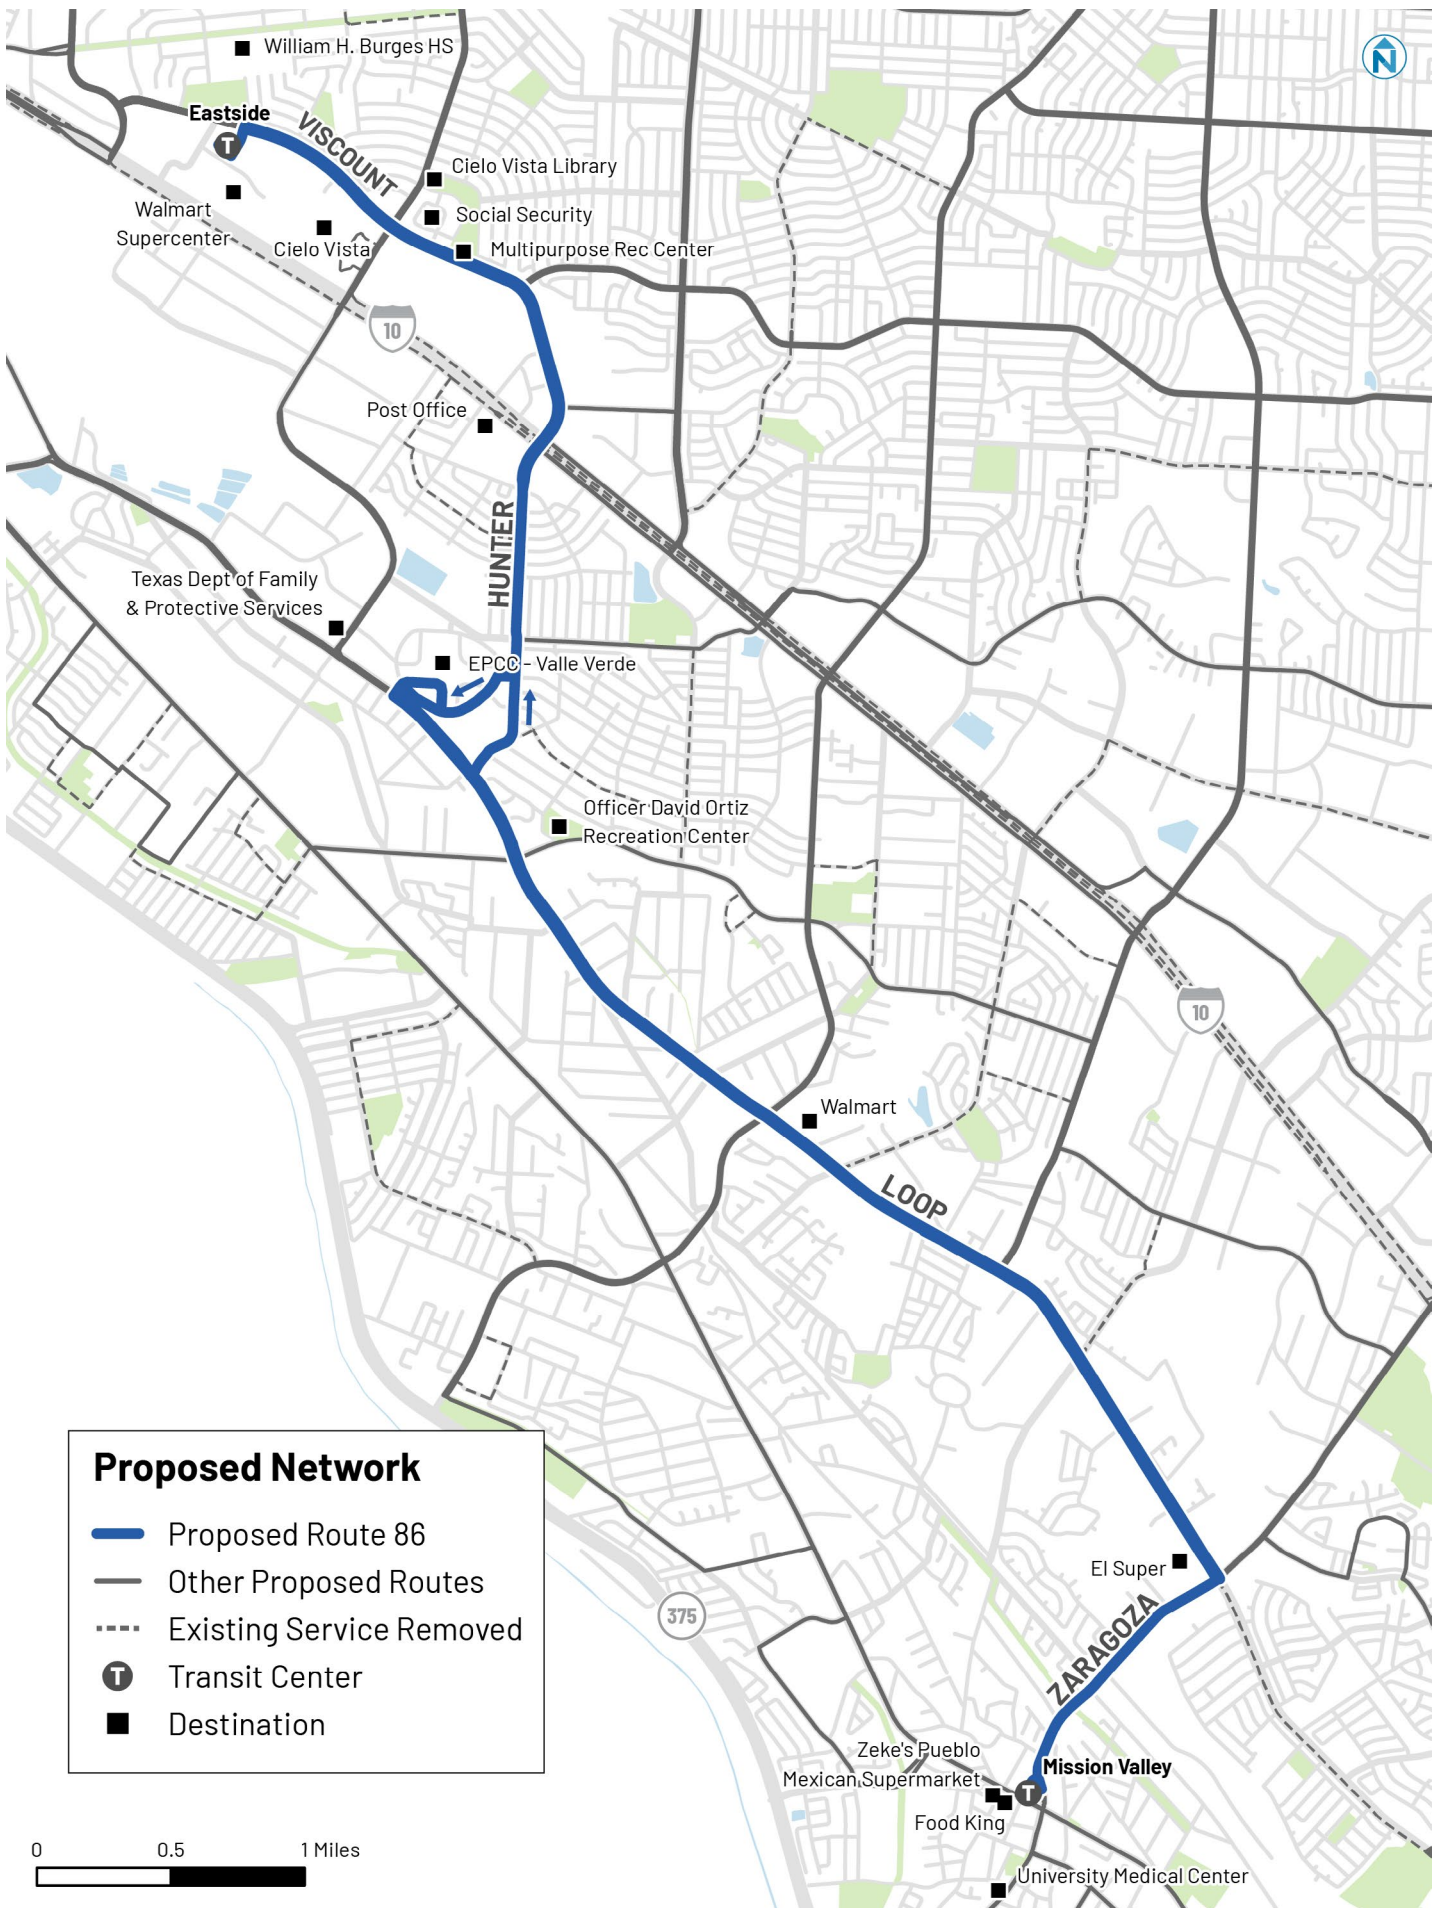 William H. Burges HS
N
Eastside
T
VISCOUNT
Cielo Vista Library
Walmart
Supercenter
Social Security
Cielo Vista
Multipurpose Rec Center
10
Post Office
HUNTER
Texas Dept of Family
& Protective Services
EPCC - Valle Verde
Officer David Ortiz
Recreation Center
10
Walmart
LOOP
Proposed Network
Proposed Route 86
Other Proposed Routes
Existing Service Removed
T Transit Center
Destination
El Super
375
ZARAGOZA
Zeke's Pueblo
Mexican Supermarket
Mission Valley
T
Food King
0 0.5 1 Miles
University Medical Center